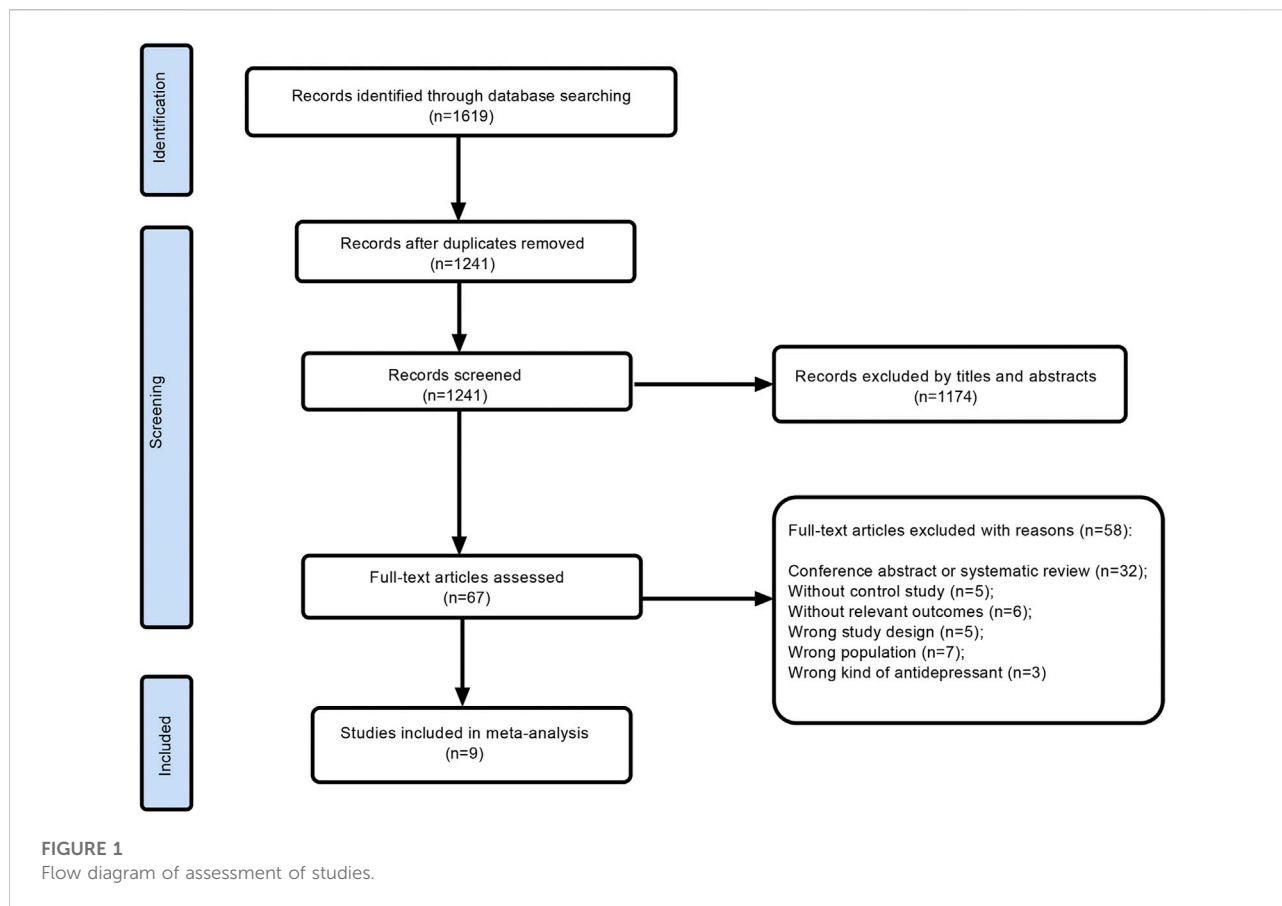 Identification
Records identified through database searching
(n=1619)
Screening
Records after duplicates removed
(n=1241)
Records screened
(n=1241)
Records excluded by titles and abstracts
(n=1174)
Full-text articles assessed
(n=67)
Full-text articles excluded with reasons (n=58):
Conference abstract or systematic review (n=32);
Without control study (n=5);
Without relevant outcomes (n=6);
Wrong study design (n=5);
Wrong population (n=7);
Wrong kind of antidepressant (n=3)
Included
Studies included in meta-analysis
(n=9)
FIGURE 1
Flow diagram of assessment of studies.